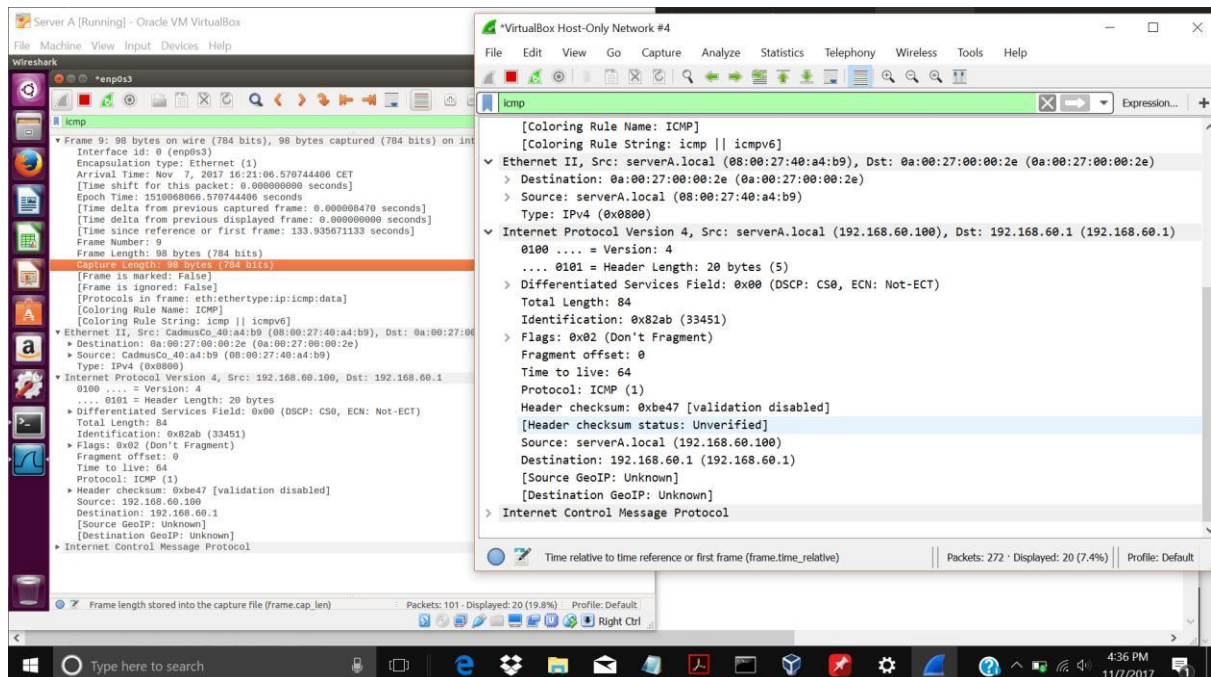 Server A [Running] - Oracle VM VirtualBox
File Machine View Input Devices Help
Wireshark
*enp0s3
icmp
Frame 9: 98 bytes on wire (784 bits), 98 bytes captured (784 bits) on int
Interface id: 0 (enp0s3)
Encapsulation type: Ethernet (1)
Arrival Time: Nov 7, 2017 16:21:06.570744406 CET
[Time shift for this packet: 0.000000000 seconds]
Epoch Time: 1510068066.570744406 seconds
[Time delta from previous captured frame: 0.000008470 seconds]
[Time delta from previous displayed frame: 0.000000000 seconds]
[Time since reference or first frame: 133.935671133 seconds]
Frame Number: 9
Frame Length: 98 bytes (784 bits)
Capture Length: 98 bytes (784 bits)
[Frame is marked: False]
[Frame is ignored: False]
[Protocols in frame: eth:ethertype:ip:icmp:data]
[Coloring Rule Name: ICMP]
[Coloring Rule String: icmp || icmpv6]
Ethernet II, Src: CadmusCo_40:a4:b9 (08:00:27:40:a4:b9), Dst: 0a:00:27:00
Destination: 0a:00:27:00:00:2e (0a:00:27:00:00:2e)
Source: CadmusCo_40:a4:b9 (08:00:27:40:a4:b9)
Type: IPv4 (0x0800)
Internet Protocol Version 4, Src: 192.168.60.100, Dst: 192.168.60.1
0100 .... = Version: 4
.... 0101 = Header Length: 20 bytes
Differentiated Services Field: 0x00 (DSCP: CS0, ECN: Not-ECT)
Total Length: 84
Identification: 0x82ab (33451)
Flags: 0x02 (Don't Fragment)
Fragment offset: 0
Time to live: 64
Protocol: ICMP (1)
Header checksum: 0xbe47 [validation disabled]
Source: 192.168.60.100
Destination: 192.168.60.1
[Source GeoIP: Unknown]
[Destination GeoIP: Unknown]
Internet Control Message Protocol
Frame length stored into the capture file (frame.cap_len)
Packets: 101 · Displayed: 20 (19.8%)
Profile: Default
Right Ctrl
*VirtualBox Host-Only Network #4
File Edit View Go Capture Analyze Statistics Telephony Wireless Tools Help
icmp
Expression... +
[Coloring Rule Name: ICMP]
[Coloring Rule String: icmp || icmpv6]
Ethernet II, Src: serverA.local (08:00:27:40:a4:b9), Dst: 0a:00:27:00:00:2e (0a:00:27:00:00:2e)
Destination: 0a:00:27:00:00:2e (0a:00:27:00:00:2e)
Source: serverA.local (08:00:27:40:a4:b9)
Type: IPv4 (0x0800)
Internet Protocol Version 4, Src: serverA.local (192.168.60.100), Dst: 192.168.60.1 (192.168.60.1)
0100 .... = Version: 4
.... 0101 = Header Length: 20 bytes (5)
Differentiated Services Field: 0x00 (DSCP: CS0, ECN: Not-ECT)
Total Length: 84
Identification: 0x82ab (33451)
Flags: 0x02 (Don't Fragment)
Fragment offset: 0
Time to live: 64
Protocol: ICMP (1)
Header checksum: 0xbe47 [validation disabled]
[Header checksum status: Unverified]
Source: serverA.local (192.168.60.100)
Destination: 192.168.60.1 (192.168.60.1)
[Source GeoIP: Unknown]
[Destination GeoIP: Unknown]
Internet Control Message Protocol
Time relative to time reference or first frame (frame.time_relative)
Packets: 272 · Displayed: 20 (7.4%)
Profile: Default
Type here to search
4:36 PM
11/7/2017